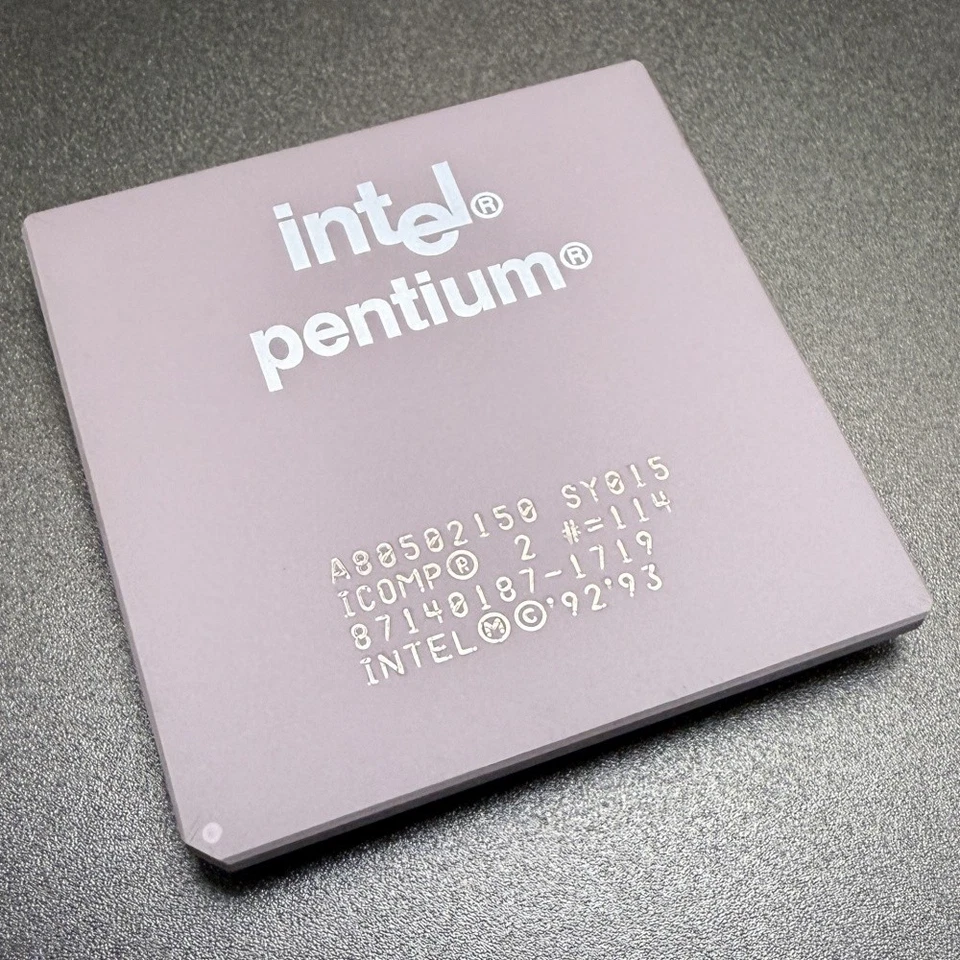 intel®
pentium®
A80502150 SY015
iCOMP® 2 #=114
87140187-1719
INTEL Ⓜ © '92'93